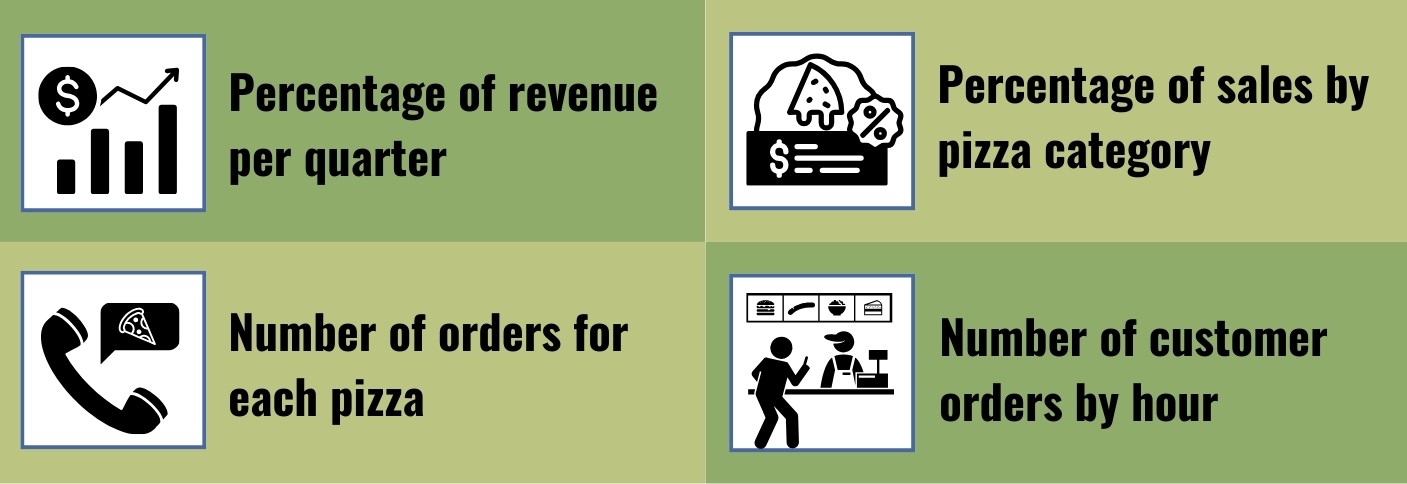 Percentage of revenue
per quarter
Percentage of sales by
pizza category
Number of orders for
each pizza
Number of customer
orders by hour